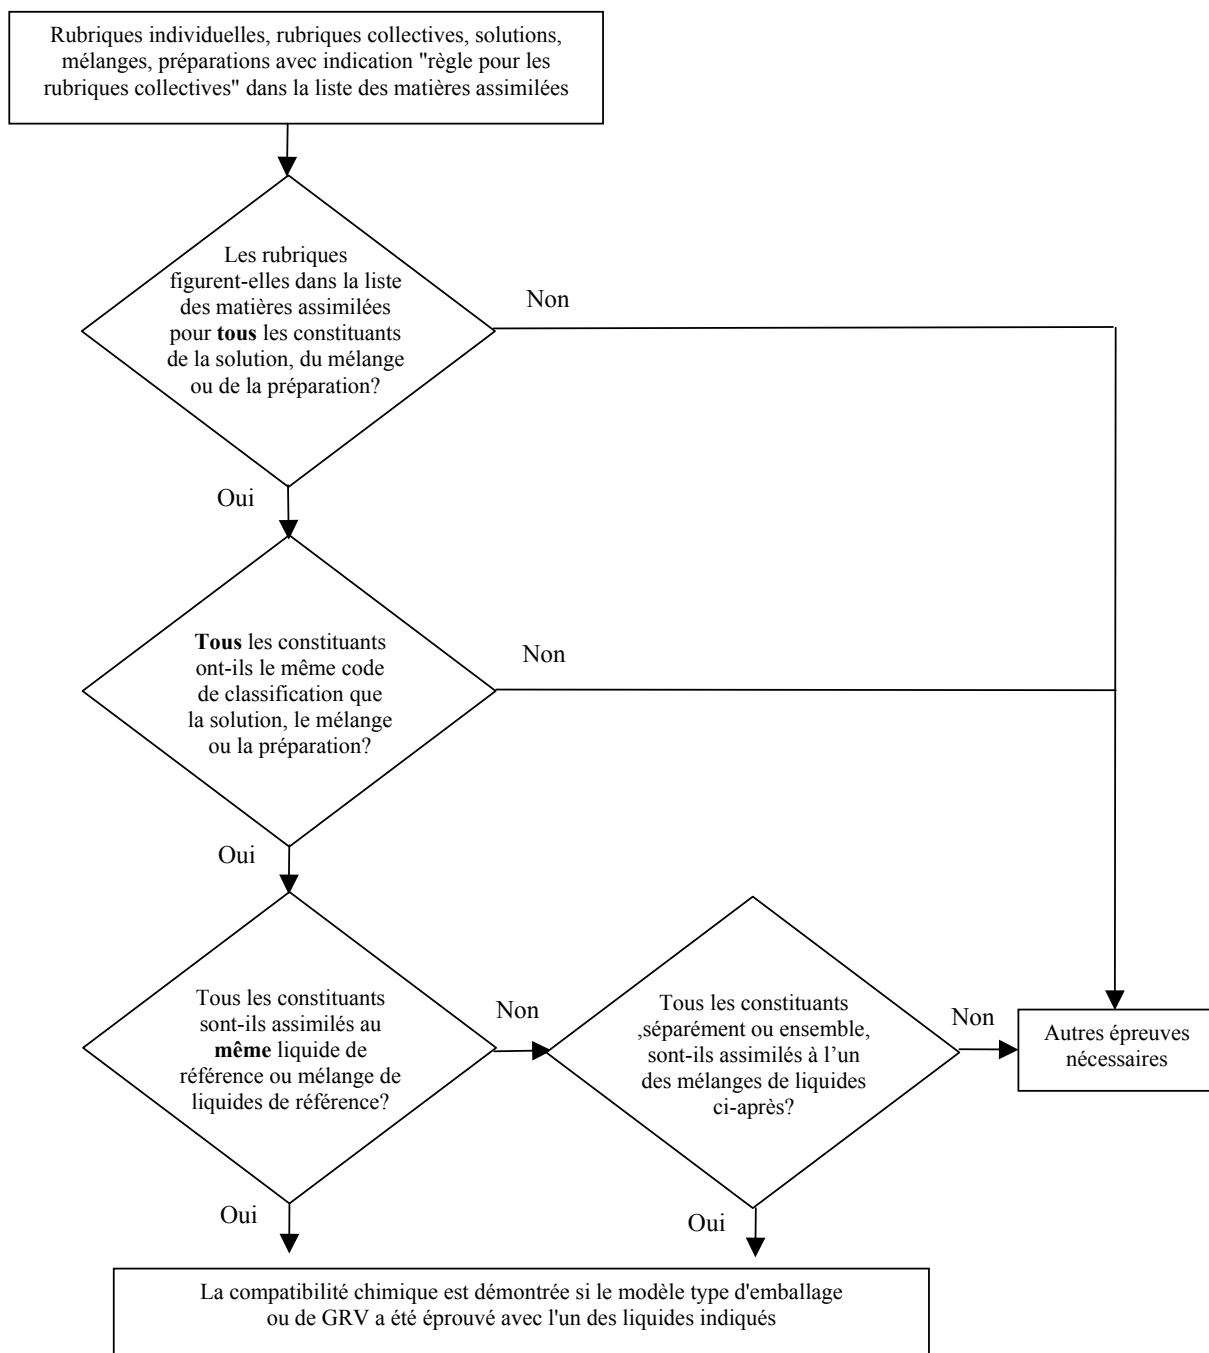 Rubriques individuelles, rubriques collectives, solutions,
mélanges, préparations avec indication "règle pour les
rubriques collectives" dans la liste des matières assimilées
Les rubriques
figurent-elles dans la liste
des matières assimilées
pour tous les constituants
de la solution, du mélange
ou de la préparation?
Non
Oui
Tous les constituants
ont-ils le même code
de classification que
la solution, le mélange
ou la préparation?
Non
Oui
Tous les constituants
sont-ils assimilés au
même liquide de
référence ou mélange de
liquides de référence?
Non
Tous les constituants
,séparément ou ensemble,
sont-ils assimilés à l’un
des mélanges de liquides
ci-après?
Non
Autres épreuves
nécessaires
Oui
Oui
La compatibilité chimique est démontrée si le modèle type d'emballage
ou de GRV a été éprouvé avec l'un des liquides indiqués